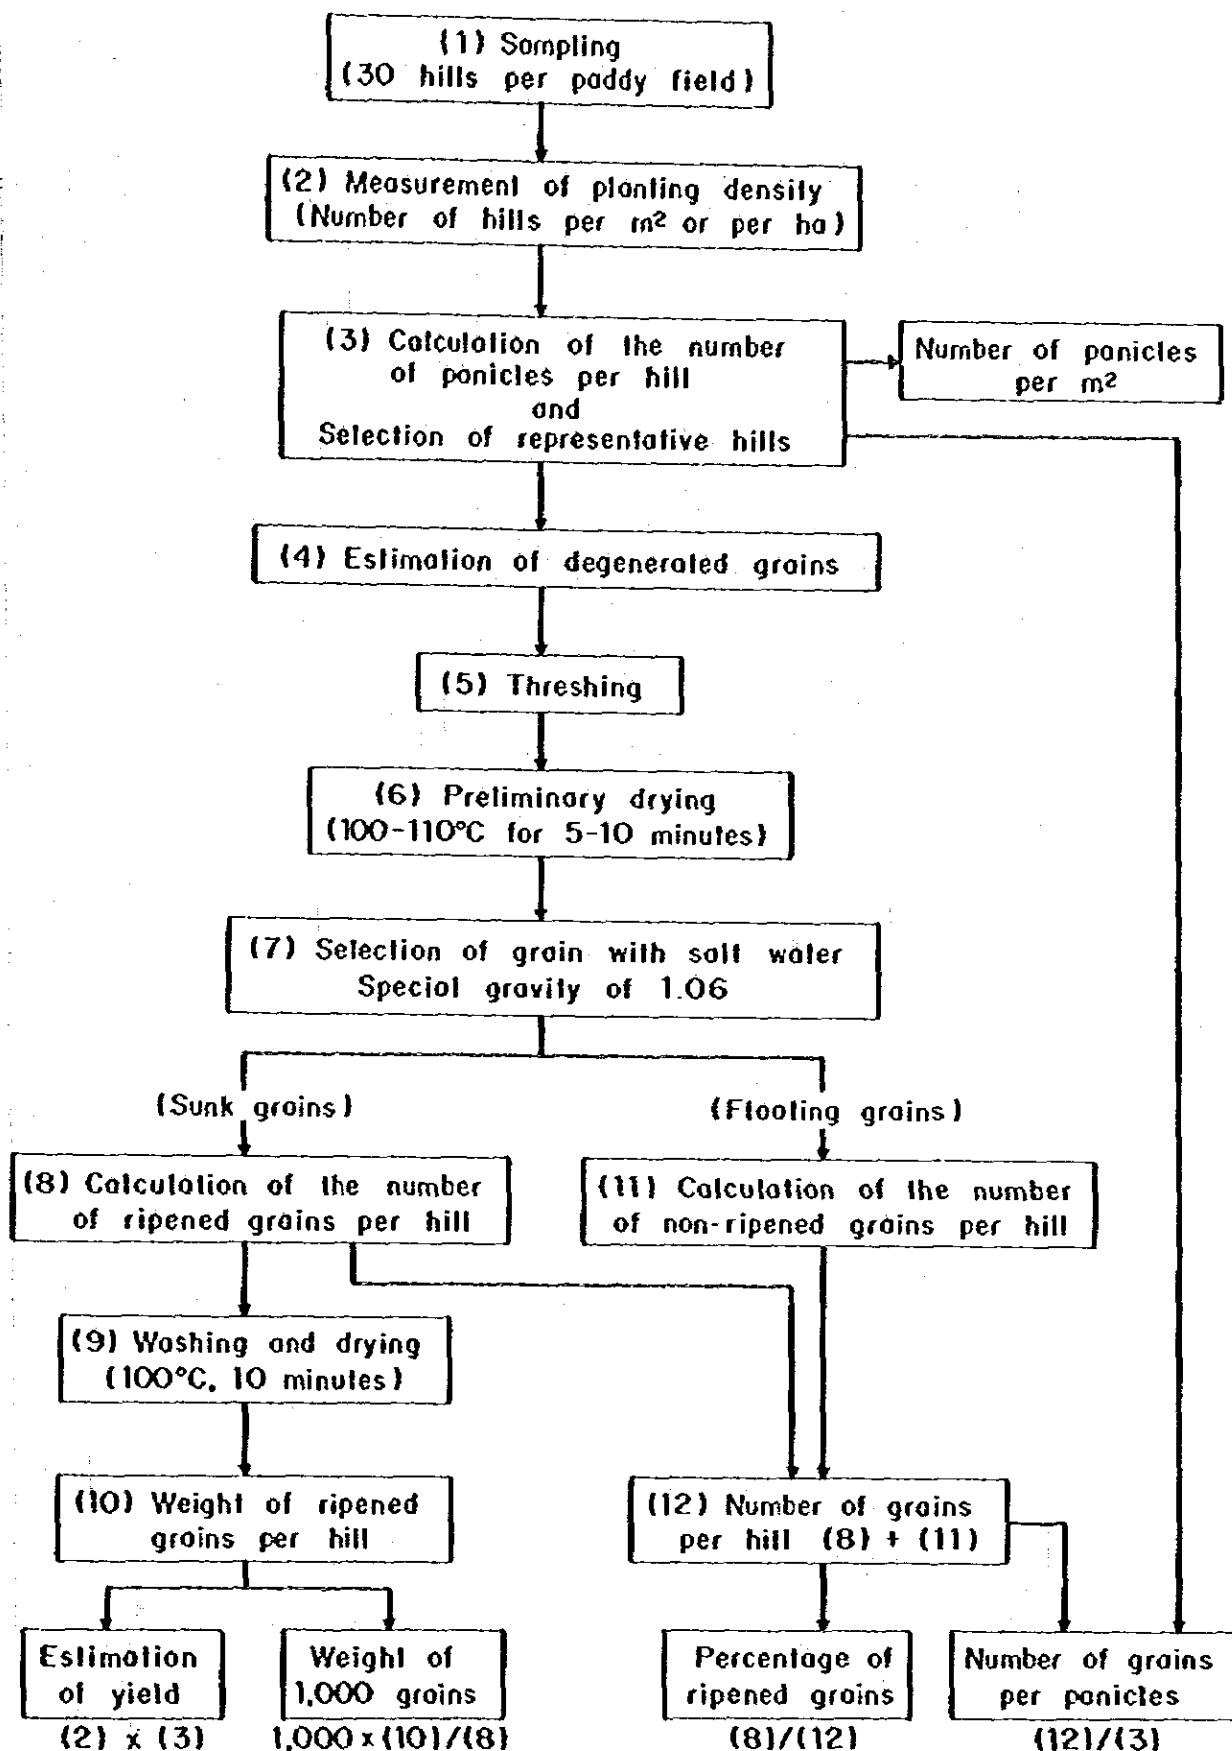 (1) Sampling
(30 hills per paddy field)
(2) Measurement of planting density
(Number of hills per m² or per ha)
(3) Calculation of the number
of panicles per hill
and
Selection of representative hills
Number of panicles
per m²
(4) Estimation of degenerated grains
(5) Threshing
(6) Preliminary drying
(100-110°C for 5-10 minutes)
(7) Selection of grain with salt water
Special gravity of 1.06
(Sunk grains)
(Floating grains)
(8) Calculation of the number
of ripened grains per hill
(11) Calculation of the number
of non-ripened grains per hill
(9) Washing and drying
(100°C, 10 minutes)
(10) Weight of ripened
grains per hill
(12) Number of grains
per hill (8) + (11)
Estimation
of yield
(2) x (3)
Weight of
1,000 grains
1,000 x (10)/(8)
Percentage of
ripened grains
(8)/(12)
Number of grains
per panicles
(12)/(3)